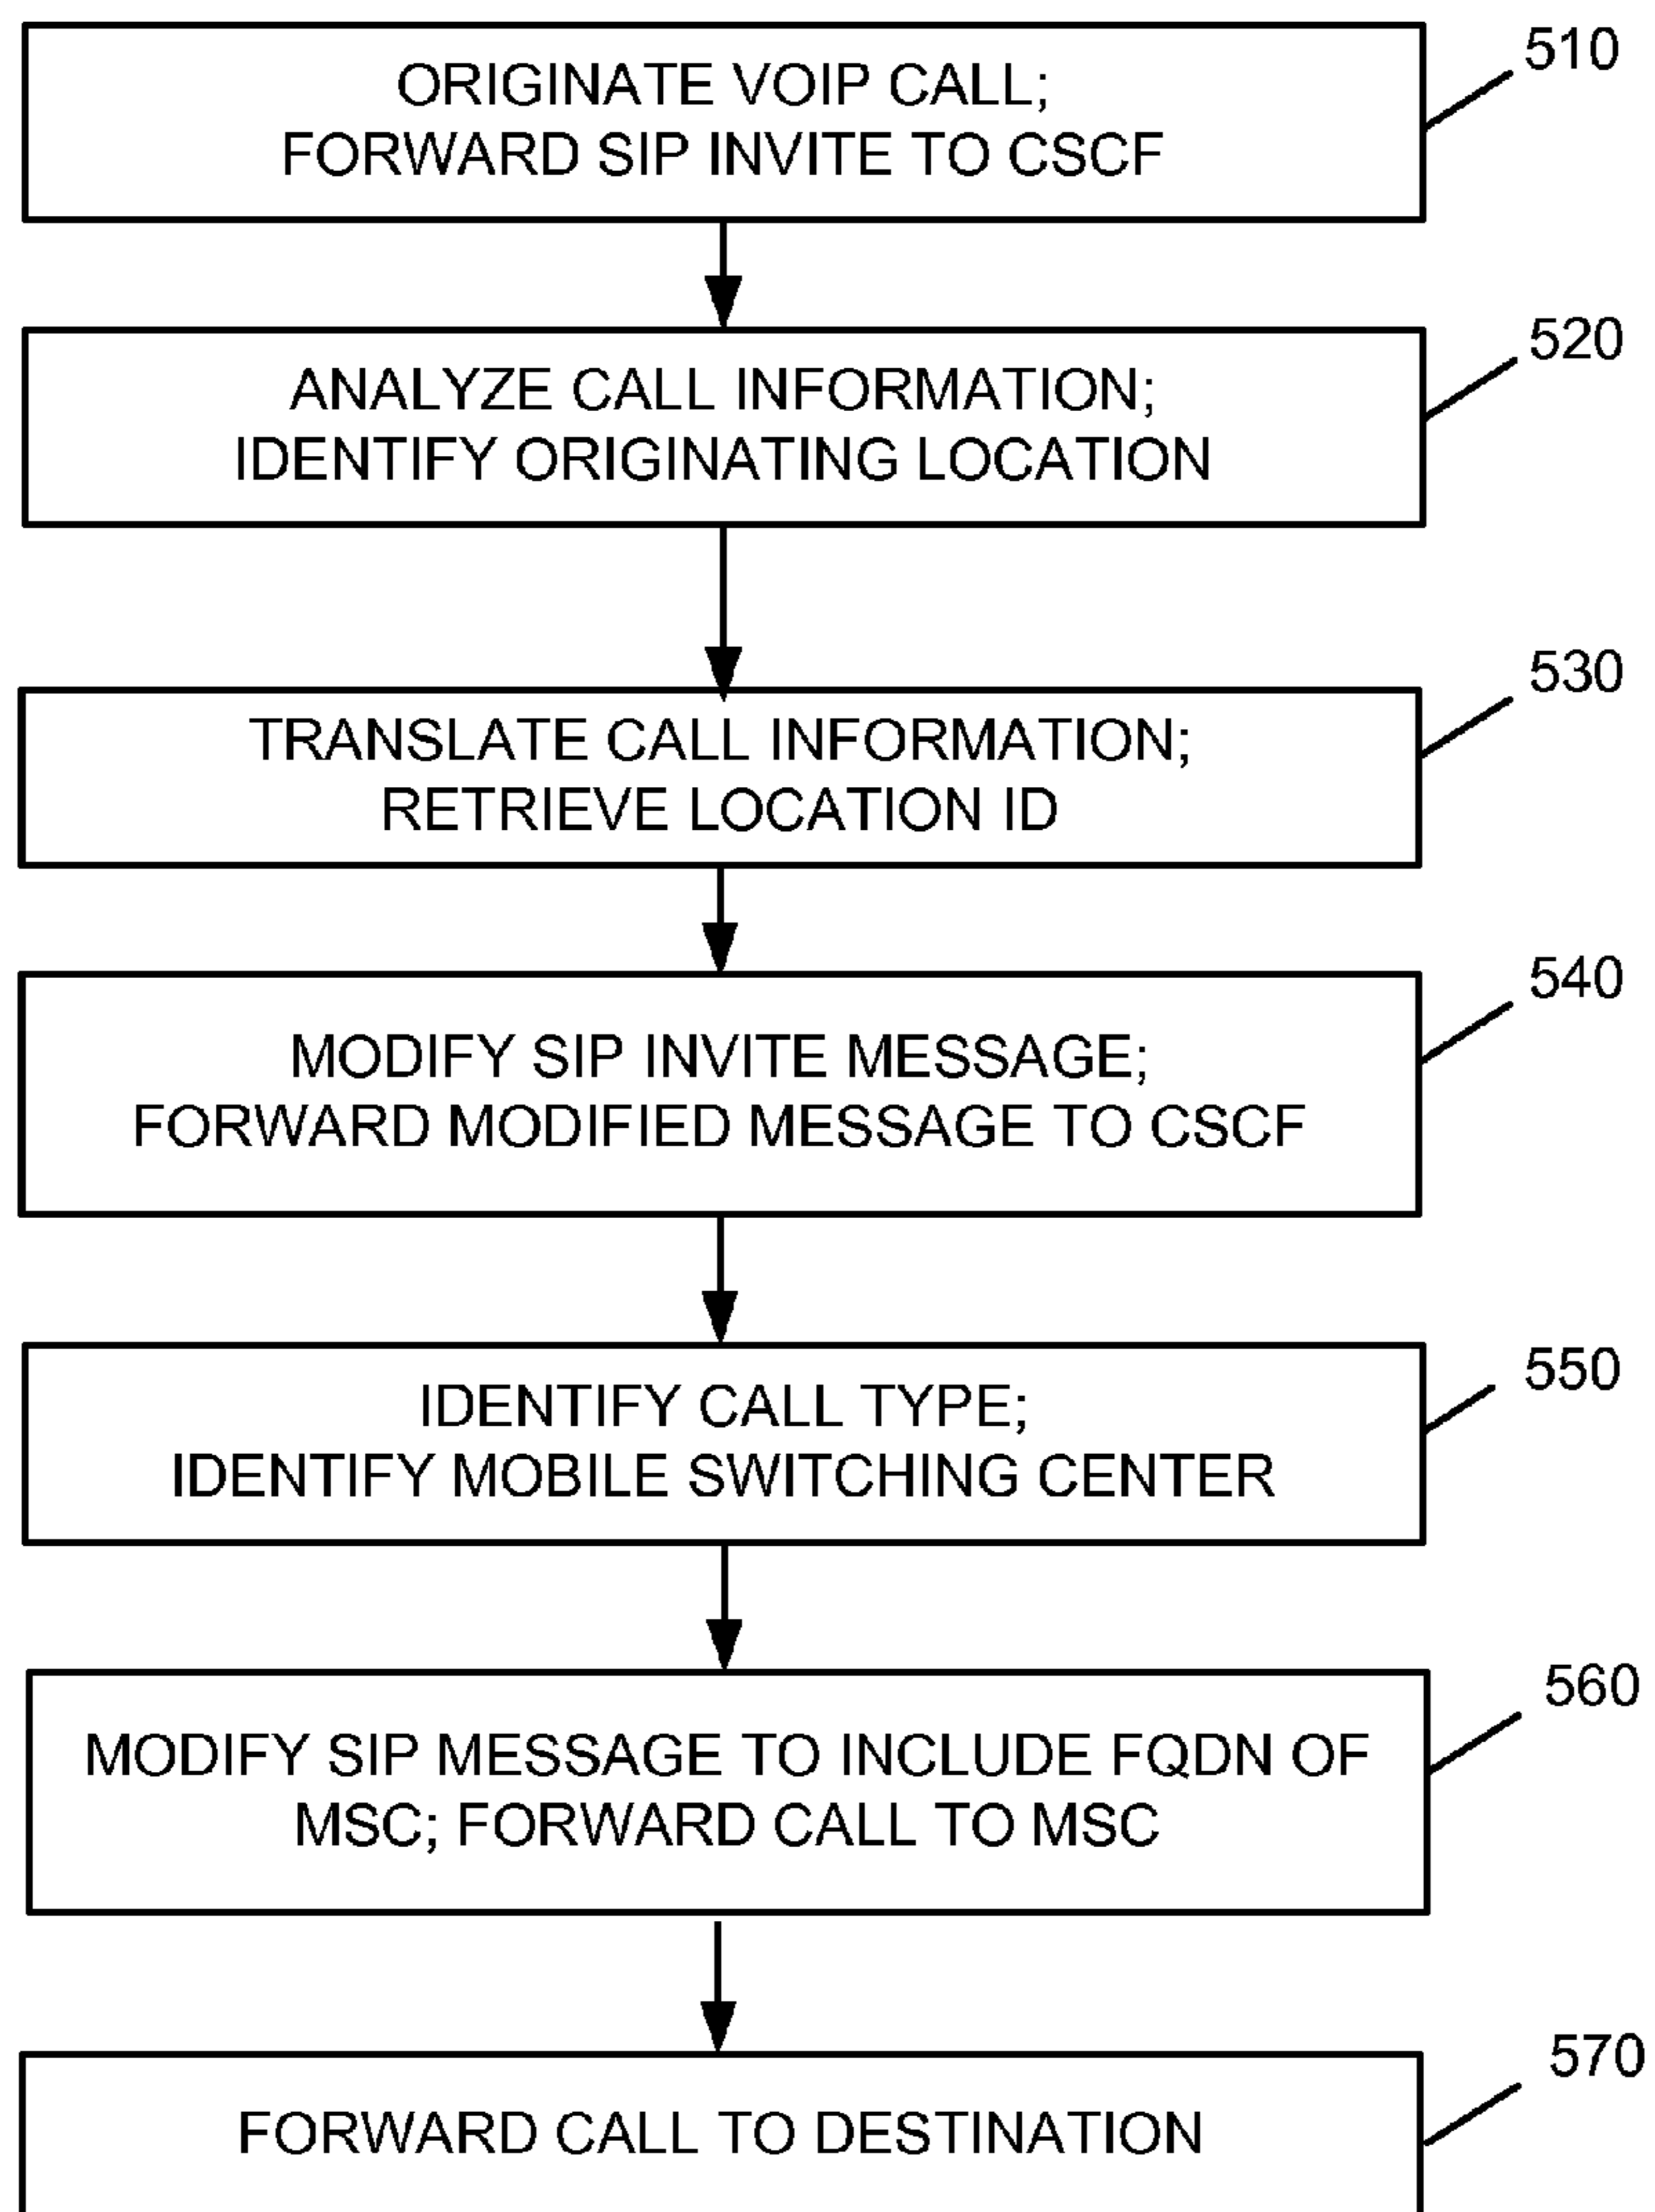 510
ORIGINATE VOIP CALL;
FORWARD SIP INVITE TO CSCF
520
ANALYZE CALL INFORMATION;
IDENTIFY ORIGINATING LOCATION
530
TRANSLATE CALL INFORMATION;
RETRIEVE LOCATION ID
540
MODIFY SIP INVITE MESSAGE;
FORWARD MODIFIED MESSAGE TO CSCF
550
IDENTIFY CALL TYPE;
IDENTIFY MOBILE SWITCHING CENTER
560
MODIFY SIP MESSAGE TO INCLUDE FQDN OF
MSC; FORWARD CALL TO MSC
570
FORWARD CALL TO DESTINATION